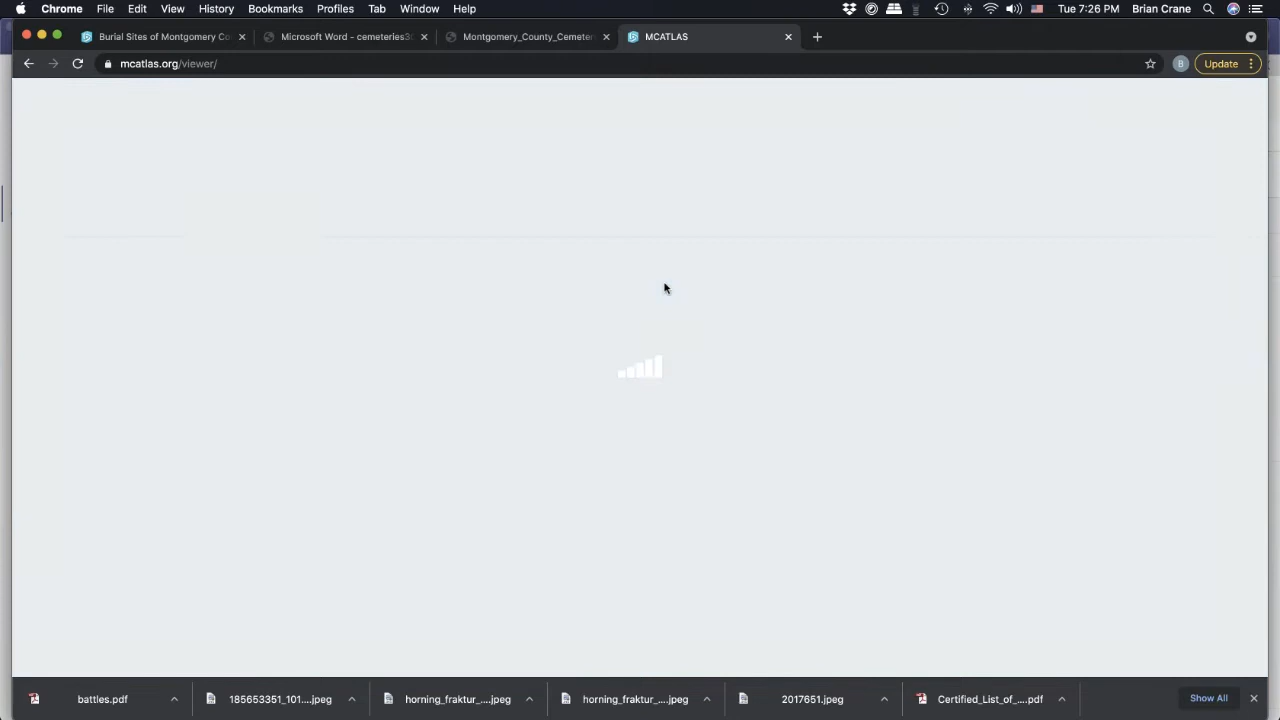 Chrome File Edit View History Bookmarks Profiles Tab Window Help Tue 7:26 PM Brian Crane
Burial Sites of Montgomery Co Microsoft Word - cemeteries3 Montgomery_County_Cemeter MCATLAS
mcatlas.org/viewer/ B Update
battles.pdf 185653351_101....jpeg horning_fraktur_....jpeg horning_fraktur_....jpeg 2017661.jpeg Certified_List_of_....pdf Show All